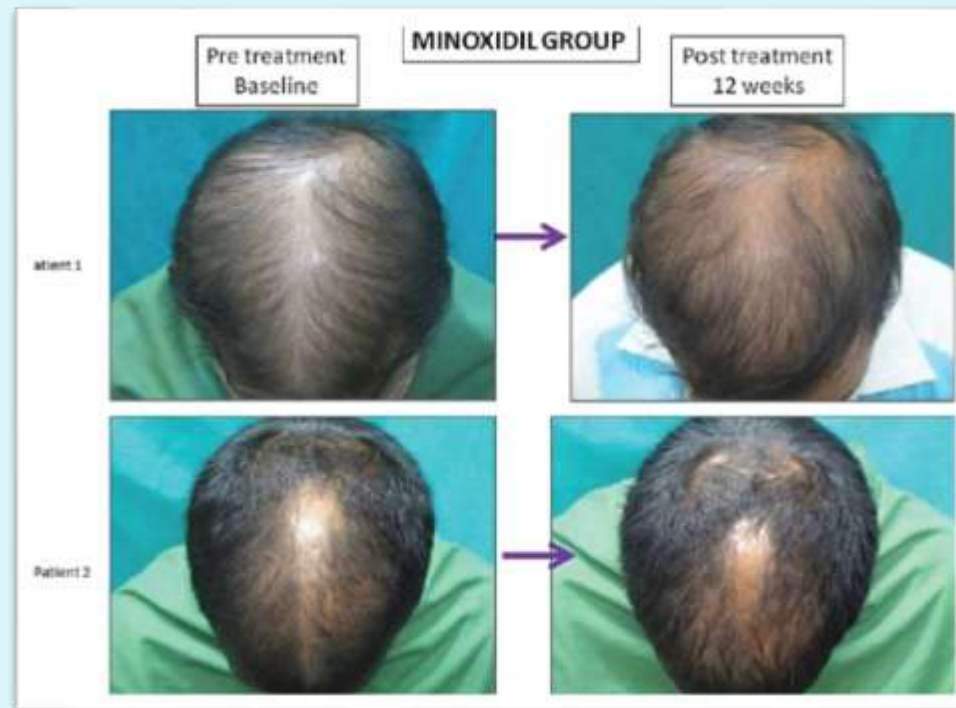 MINOXIDIL GROUP
Pre treatment
Baseline
Post treatment
12 weeks
atient 1
Patient 2